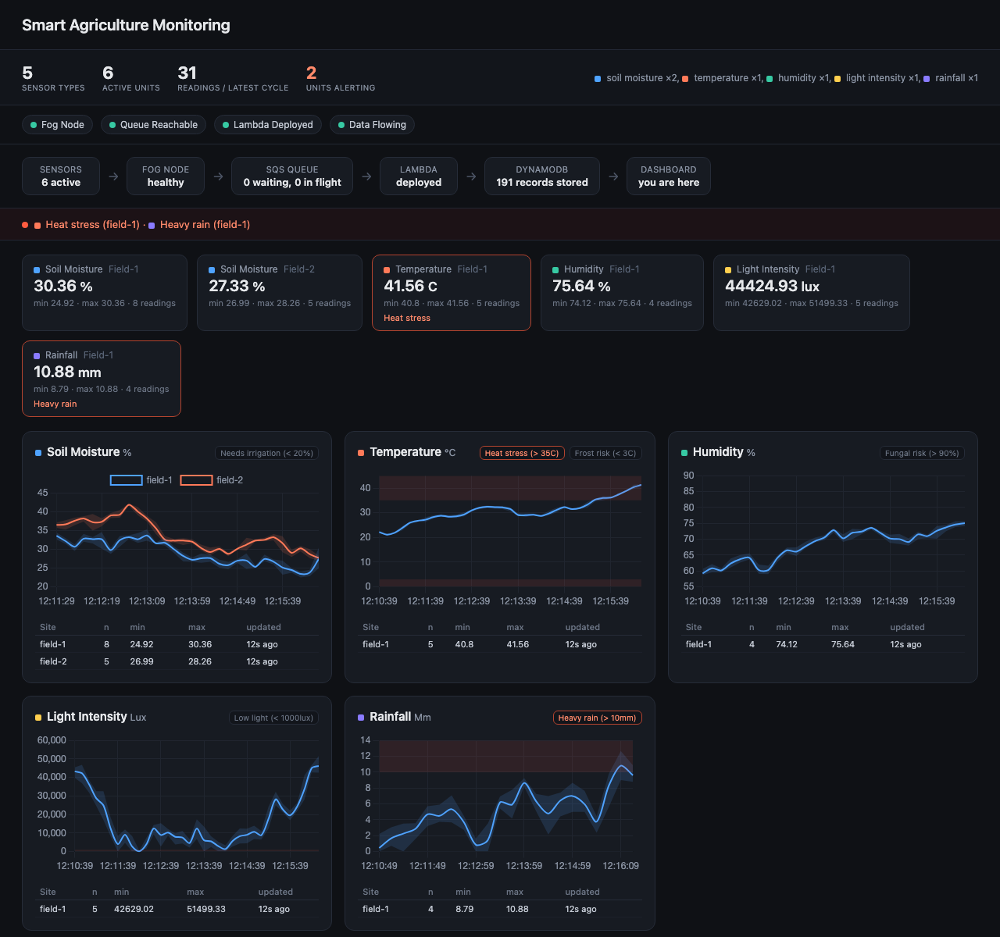 Smart Agriculture Monitoring
5 6 31 2
SENSOR TYPES ACTIVE UNITS READINGS / LATEST CYCLE UNITS ALERTING
soil moisture ×2, temperature ×1, humidity ×1, light intensity ×1, rainfall ×1
Fog Node Queue Reachable Lambda Deployed Data Flowing
SENSORS → FOG NODE → SQS QUEUE → LAMBDA → DYNAMODB → DASHBOARD
6 active healthy 0 waiting, 0 in flight deployed 191 records stored you are here
Heat stress (field-1) · Heavy rain (field-1)
Soil Moisture Field-1
30.36 %
min 24.92 · max 30.36 · 8 readings
Soil Moisture Field-2
27.33 %
min 26.99 · max 28.26 · 5 readings
Temperature Field-1
41.56 C
min 40.8 · max 41.56 · 5 readings
Heat stress
Humidity Field-1
75.64 %
min 74.12 · max 75.64 · 4 readings
Light Intensity Field-1
44424.93 lux
min 42629.02 · max 51499.33 · 5 readings
Rainfall Field-1
10.88 mm
min 8.79 · max 10.88 · 4 readings
Heavy rain
Soil Moisture % Needs irrigation (< 20%)
field-1 field-2
45
40
35
30
25
20
12:11:29 12:12:19 12:13:09 12:13:59 12:14:49 12:15:39
Site n min max updated
field-1 8 24.92 30.36 12s ago
field-2 5 26.99 28.26 12s ago
Temperature °C Heat stress (> 35C) Frost risk (< 3C)
40
30
20
10
0
12:10:39 12:11:39 12:12:39 12:13:39 12:14:39 12:15:39
Site n min max updated
field-1 5 40.8 41.56 12s ago
Humidity % Fungal risk (> 90%)
90
85
80
75
70
65
60
55
12:10:39 12:11:39 12:12:39 12:13:39 12:14:39 12:15:39
Site n min max updated
field-1 4 74.12 75.64 12s ago
Light Intensity Lux Low light (< 1000lux)
60,000
50,000
40,000
30,000
20,000
10,000
0
12:10:39 12:11:39 12:12:39 12:13:39 12:14:39 12:15:39
Site n min max updated
field-1 5 42629.02 51499.33 12s ago
Rainfall Mm Heavy rain (> 10mm)
14
12
10
8
6
4
2
0
12:10:49 12:11:49 12:12:59 12:13:59 12:14:59 12:16:09
Site n min max updated
field-1 4 8.79 10.88 12s ago